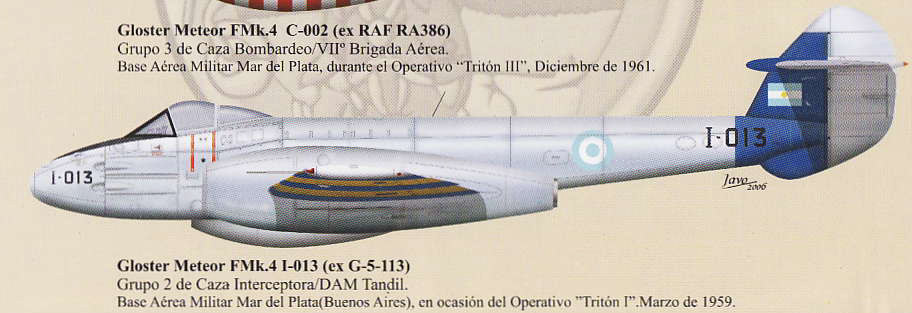 Gloster Meteor FMk.4  C-002 (ex RAF RA386)
Grupo 3 de Caza Bombardeo/VIIº Brigada Aérea.
Base Aérea Militar Mar del Plata, durante el Operativo “Tritón III”, Diciembre de 1961.
I-013
I-013
Javo
2006
Gloster Meteor FMk.4 I-013 (ex G-5-113)
Grupo 2 de Caza Interceptora/DAM Tandil.
Base Aérea Militar Mar del Plata(Buenos Aires), en ocasión del Operativo ”Tritón I”.Marzo de 1959.